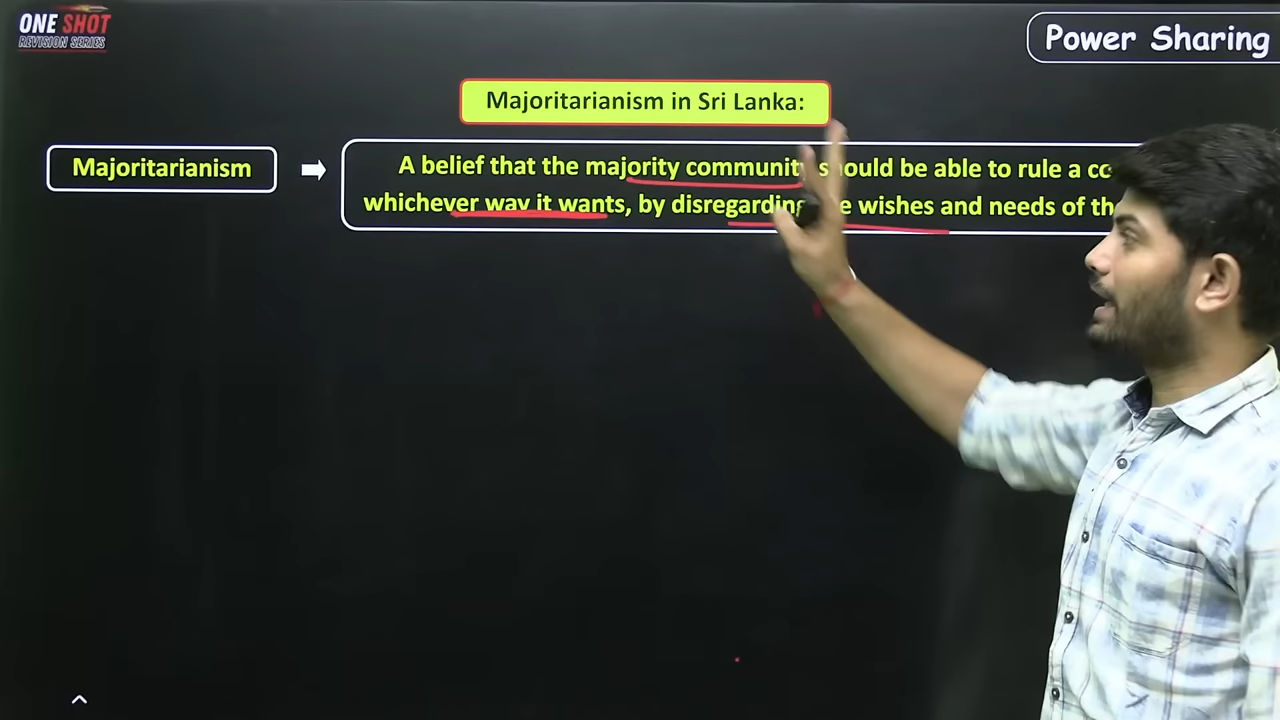 ONE SHOT
REVISION SERIES
Power Sharing
Majoritarianism in Sri Lanka:
Majoritarianism
A belief that the majority community should be able to rule a
whichever way it wants, by disregarding wishes and needs of